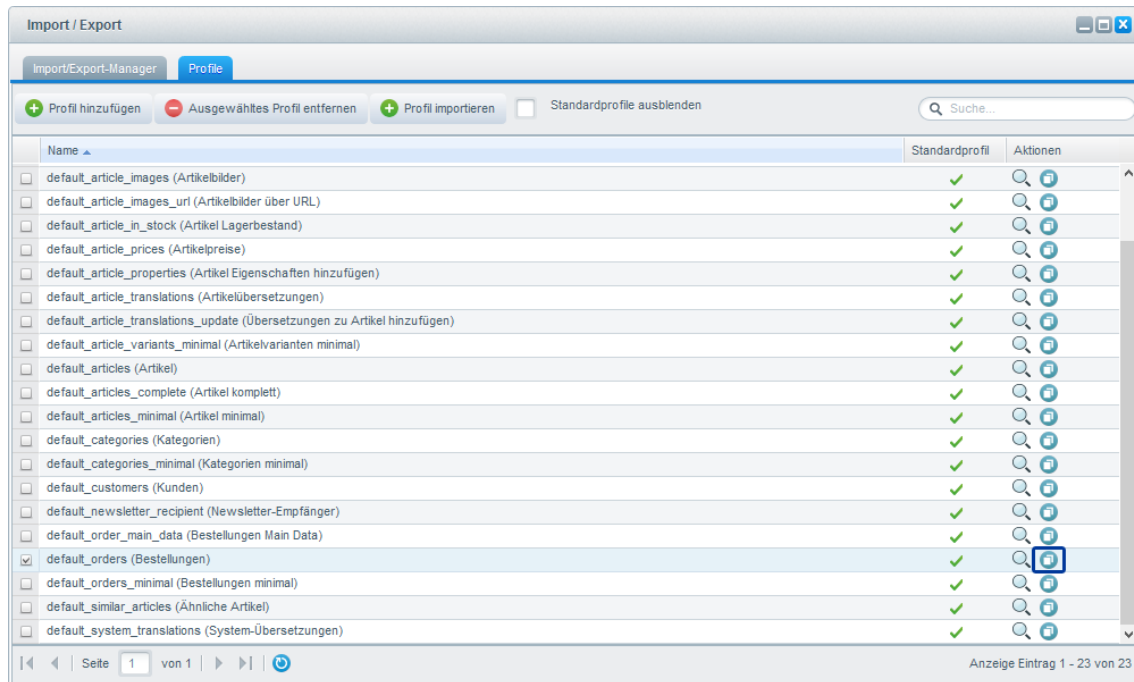 Import / Export
Import/Export-Manager Profile
Profil hinzufügen Ausgewähltes Profil entfernen Profil importieren Standardprofile ausblenden Suche...
Name Standardprofil Aktionen
default_article_images (Artikelbilder)
default_article_images_url (Artikelbilder über URL)
default_article_in_stock (Artikel Lagerbestand)
default_article_prices (Artikelpreise)
default_article_properties (Artikel Eigenschaften hinzufügen)
default_article_translations (Artikelübersetzungen)
default_article_translations_update (Übersetzungen zu Artikel hinzufügen)
default_article_variants_minimal (Artikelvarianten minimal)
default_articles (Artikel)
default_articles_complete (Artikel komplett)
default_articles_minimal (Artikel minimal)
default_categories (Kategorien)
default_categories_minimal (Kategorien minimal)
default_customers (Kunden)
default_newsletter_recipient (Newsletter-Empfänger)
default_order_main_data (Bestellungen Main Data)
default_orders (Bestellungen)
default_orders_minimal (Bestellungen minimal)
default_similar_articles (Ähnliche Artikel)
default_system_translations (System-Übersetzungen)
Seite 1 von 1 Anzeige Eintrag 1 - 23 von 23